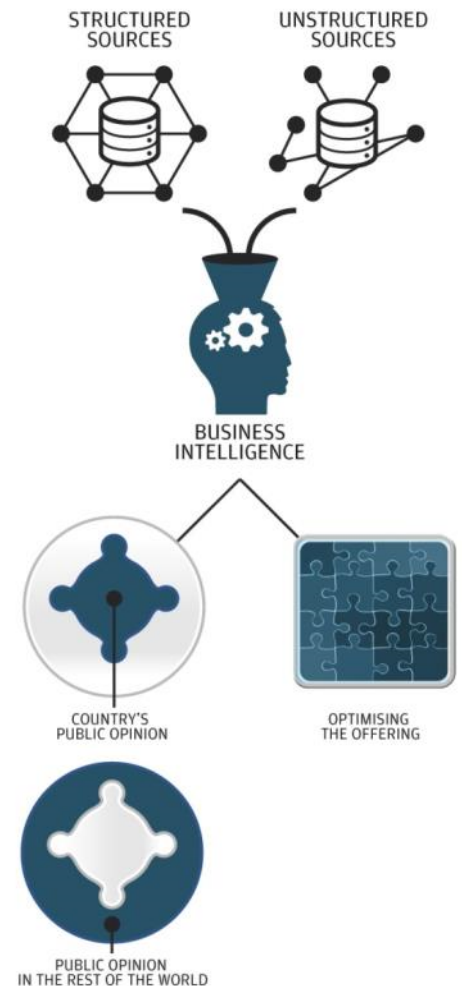 STRUCTURED
SOURCES
UNSTRUCTURED
SOURCES
BUSINESS
INTELLIGENCE
COUNTRY'S
PUBLIC OPINION
OPTIMISING
THE OFFERING
PUBLIC OPINION
IN THE REST OF THE WORLD